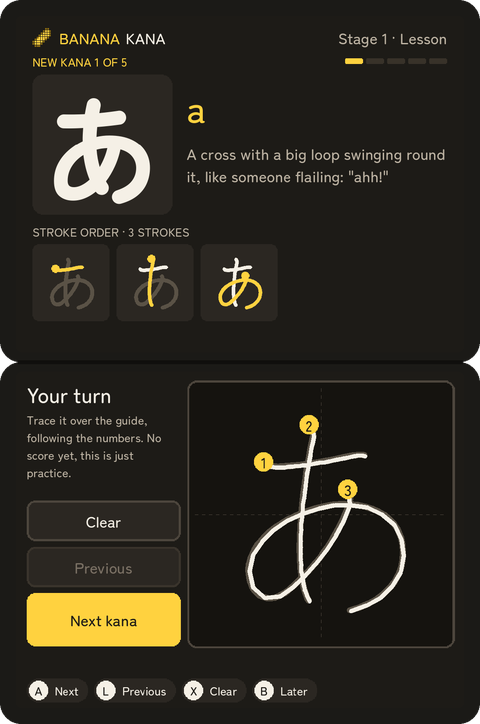 BANANA KANA
Stage 1 · Lesson
NEW KANA 1 OF 5
あ
a
A cross with a big loop swinging round
it, like someone flailing: "ahh!"
STROKE ORDER · 3 STROKES
あ あ あ
Your turn
Trace it over the guide,
following the numbers. No
score yet, this is just
practice.
1
2
3
あ
Clear
Previous
Next kana
A Next
L Previous
X Clear
B Later